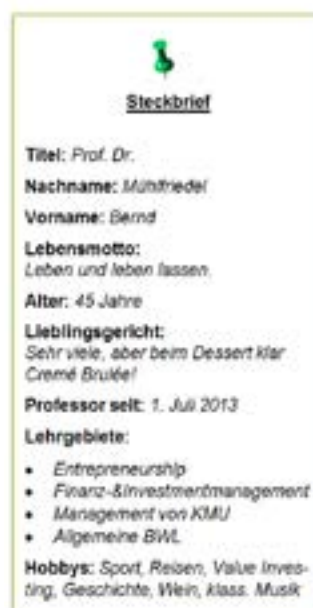 Steckbrief
Titel: Prof. Dr.
Nachname: Mühlfriedel
Vorname: Bernd
Lebensmotto:
Leben und leben lassen.
Alter: 45 Jahre
Lieblingsgericht:
Sehr viele, aber beim Dessert klar
Cremé Brulée!
Professor seit: 1. Juli 2013
Lehrgebiete:
• Entrepreneurship
• Finanz-&Investmentmanagement
• Management von KMU
• Allgemeine BWL
Hobbys: Sport, Reisen, Value Inves-
ting, Geschichte, Wein, klass. Musik